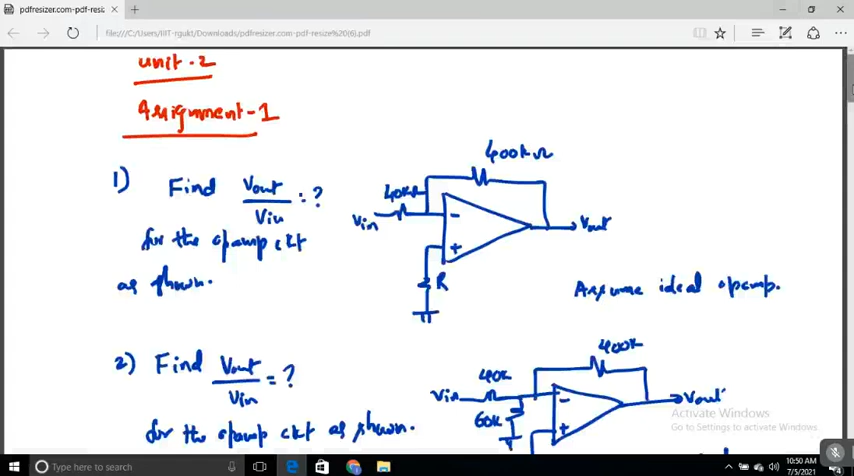 pdfresizer.com-pdf-resi
file:///C:/Users/IIIT-rgukt/Downloads/pdfresizer.com-pdf-resize%20(6).pdf
unit-2
Assignment-1
1) Find Vout/Vin = ?
for the opamp ckt
as shown.
400kΩ
40kΩ
Vin
-
+
Vout
R
Assume ideal opamp.
2) Find Vout/Vin = ?
for the opamp ckt as shown.
400k
40k
Vin
60k
-
+
Vout
Activate Windows
Go to Settings to activate Windows.
Type here to search
10:50 AM
7/5/2021